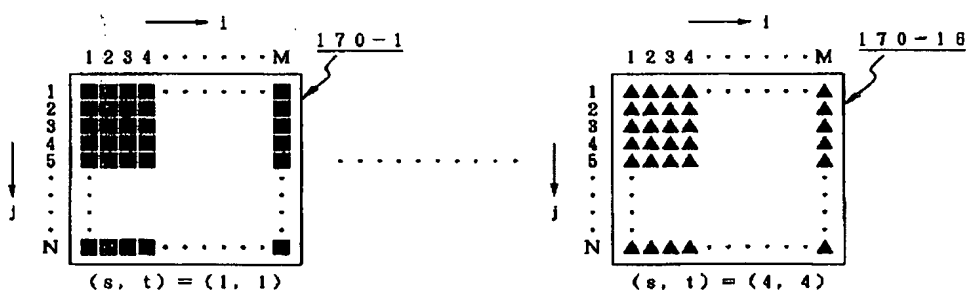 i
170-1
1 2 3 4 · · · · · · M
1
2
3
4
5
N
j
(s, t) = (1, 1)
i
170-16
1 2 3 4 · · · · · · M
1
2
3
4
5
N
j
(s, t) = (4, 4)